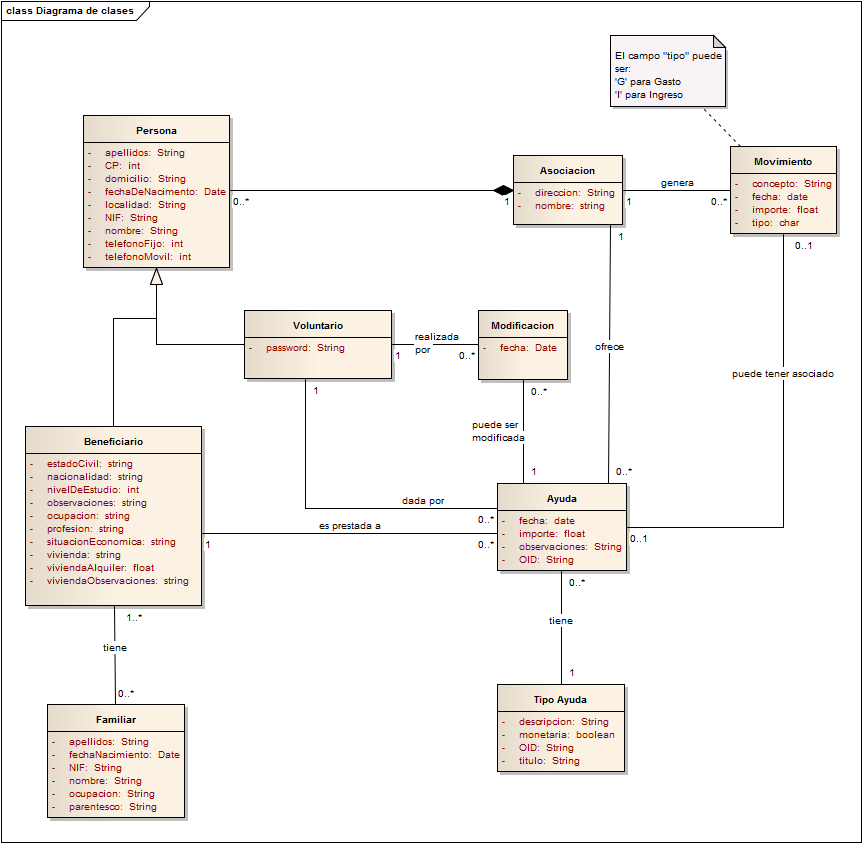 class Diagrama de clases
El campo "tipo" puede
ser:
'G' para Gasto
'I' para Ingreso
Persona
- apellidos: String
- CP: int
- domicilio: String
- fechaDeNacimento: Date
- localidad: String
- NIF: String
- nombre: String
- telefonoFijo: int
- telefonoMovil: int
0..*
1
Asociacion
- direccion: String
- nombre: string
1
genera
0..*
Movimiento
- concepto: String
- fecha: date
- importe: float
- tipo: char
0..1
1
ofrece
0..*
puede tener asociado
0..1
Voluntario
- password: String
1
realizada
por
0..*
Modificacion
- fecha: Date
0..*
puede ser
modificada
1
1
dada por
0..*
Beneficiario
- estadoCivil: string
- nacionalidad: string
- nivelDeEstudio: int
- observaciones: string
- ocupacion: string
- profesion: string
- situacionEconomica: string
- vivienda: string
- viviendaAlquiler: float
- viviendaObservaciones: string
1
es prestada a
0..*
Ayuda
- fecha: date
- importe: float
- observaciones: String
- OID: String
0..*
tiene
1
1..*
tiene
0..*
Familiar
- apellidos: String
- fechaNacimiento: Date
- NIF: String
- nombre: String
- ocupacion: String
- parentesco: String
Tipo Ayuda
- descripcion: String
- monetaria: boolean
- OID: String
- titulo: String